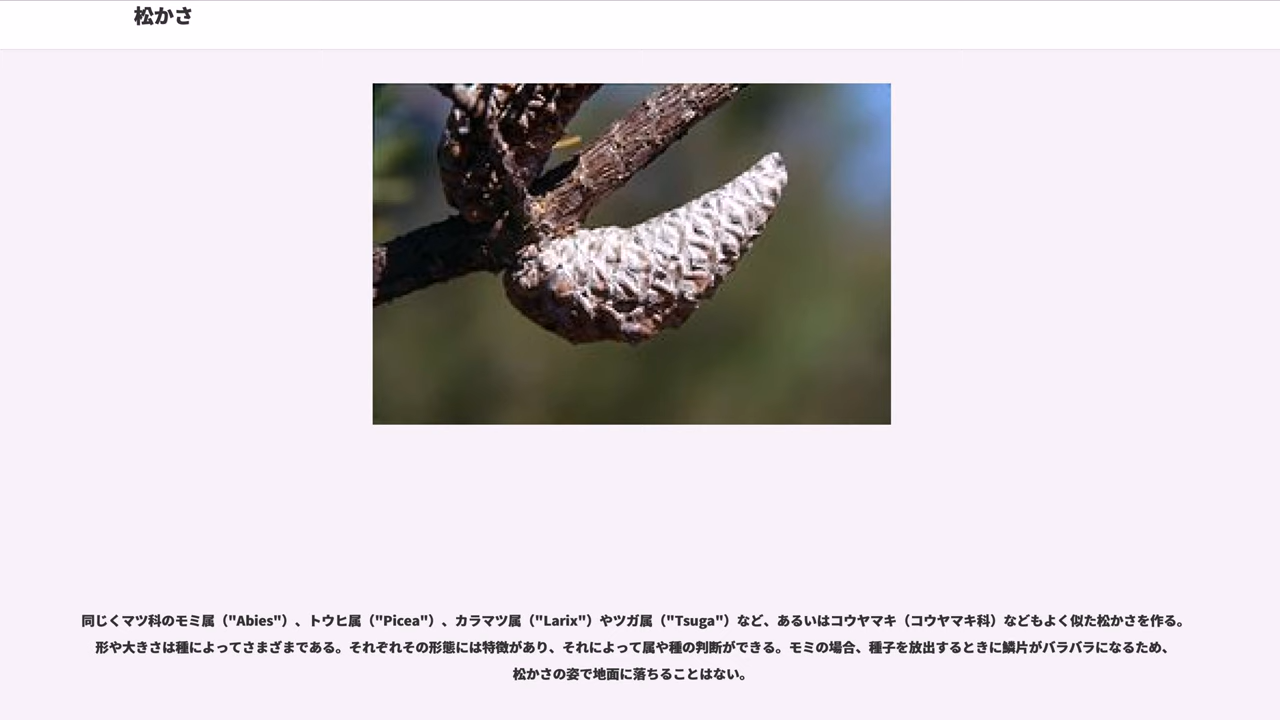 松かさ
同じくマツ科のモミ属（"Abies"）、トウヒ属（"Picea"）、カラマツ属（"Larix"）やツガ属（"Tsuga"）など、あるいはコウヤマキ（コウヤマキ科）などもよく似た松かさを作る。
形や大きさは種によってさまざまである。それぞれその形態には特徴があり、それによって属や種の判断ができる。モミの場合、種子を放出するときに鱗片がバラバラになるため、
松かさの姿で地面に落ちることはない。